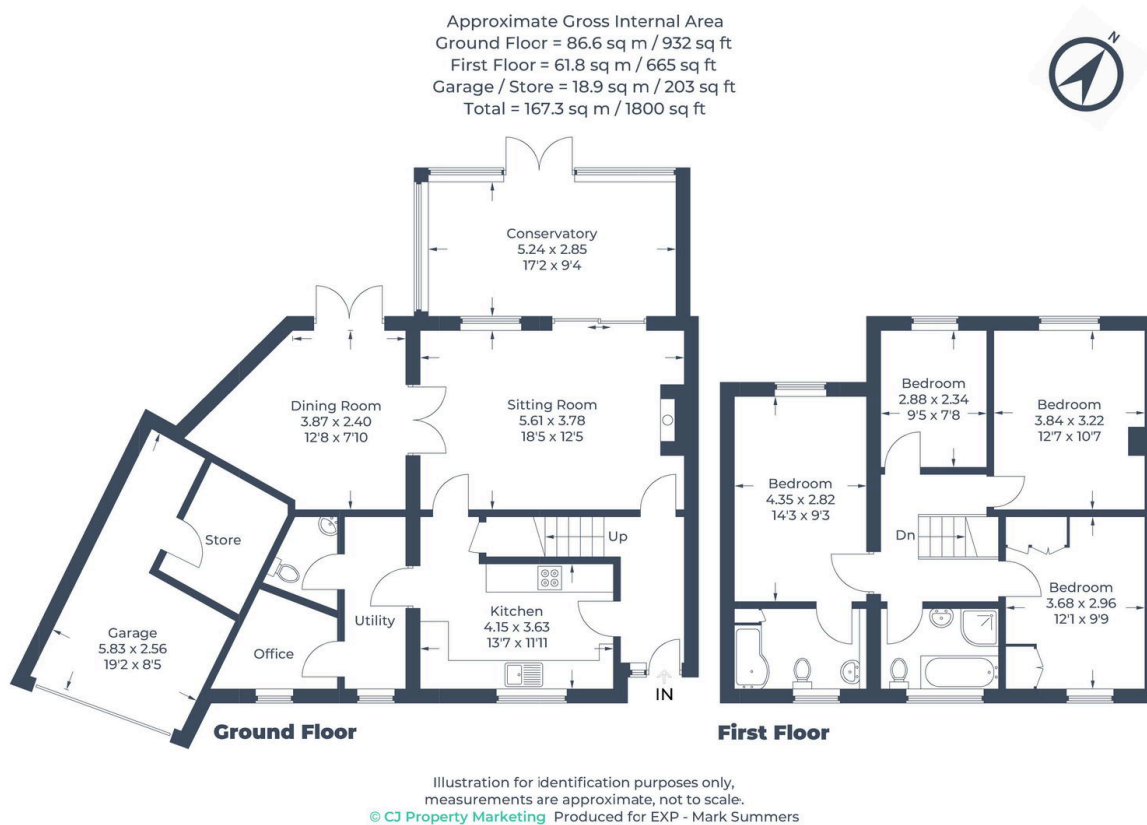 Approximate Gross Internal Area
Ground Floor = 86.6 sq m / 932 sq ft
First Floor = 61.8 sq m / 665 sq ft
Garage / Store = 18.9 sq m / 203 sq ft
Total = 167.3 sq m / 1800 sq ft
N
Conservatory
5.24 x 2.85
17'2 x 9'4
Dining Room
3.87 x 2.40
12'8 x 7'10
Sitting Room
5.61 x 3.78
18'5 x 12'5
Store
Up
Garage
5.83 x 2.56
19'2 x 8'5
Office
Utility
Kitchen
4.15 x 3.63
13'7 x 11'11
IN
Ground Floor
Bedroom
2.88 x 2.34
9'5 x 7'8
Bedroom
3.84 x 3.22
12'7 x 10'7
Bedroom
4.35 x 2.82
14'3 x 9'3
Dn
Bedroom
3.68 x 2.96
12'1 x 9'9
First Floor
Illustration for identification purposes only,
measurements are approximate, not to scale.
© CJ Property Marketing Produced for EXP - Mark Summers